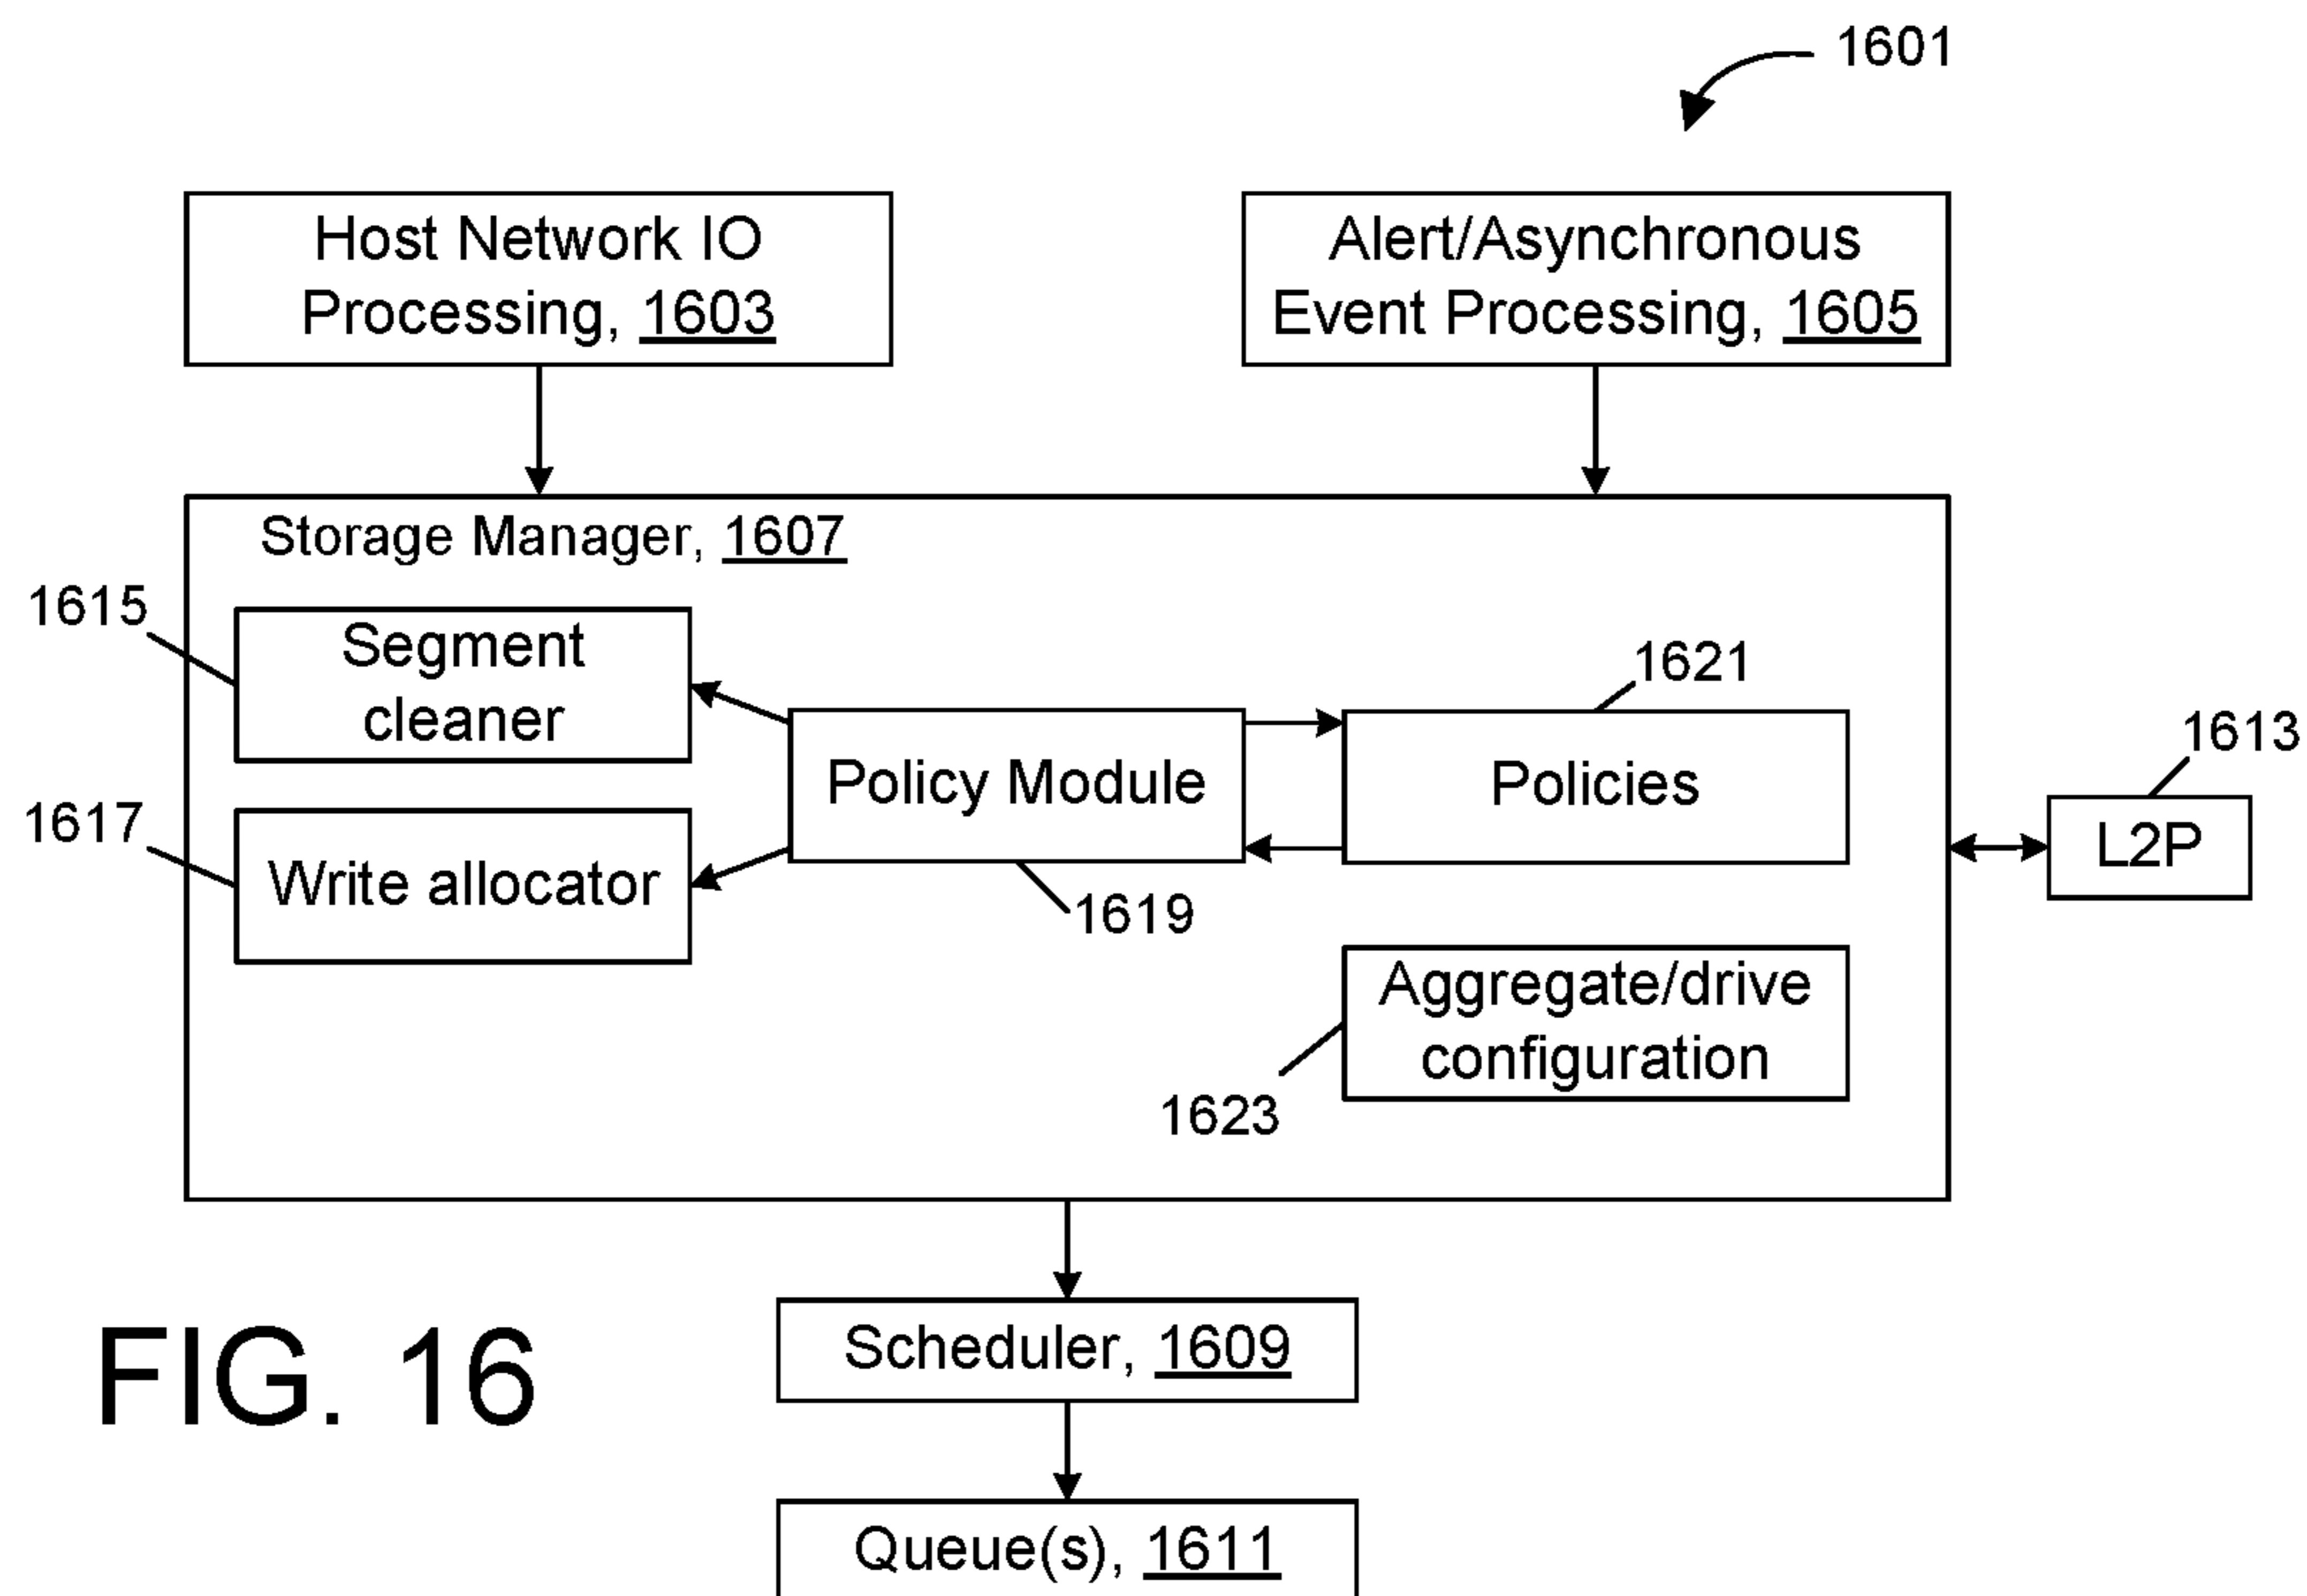 1601
Host Network IO
Processing, 1603
Alert/Asynchronous
Event Processing, 1605
Storage Manager, 1607
1615
Segment
cleaner
1617
Write allocator
Policy Module
1619
1621
Policies
1613
L2P
Aggregate/drive
configuration
1623
Scheduler, 1609
Queue(s), 1611
FIG. 16